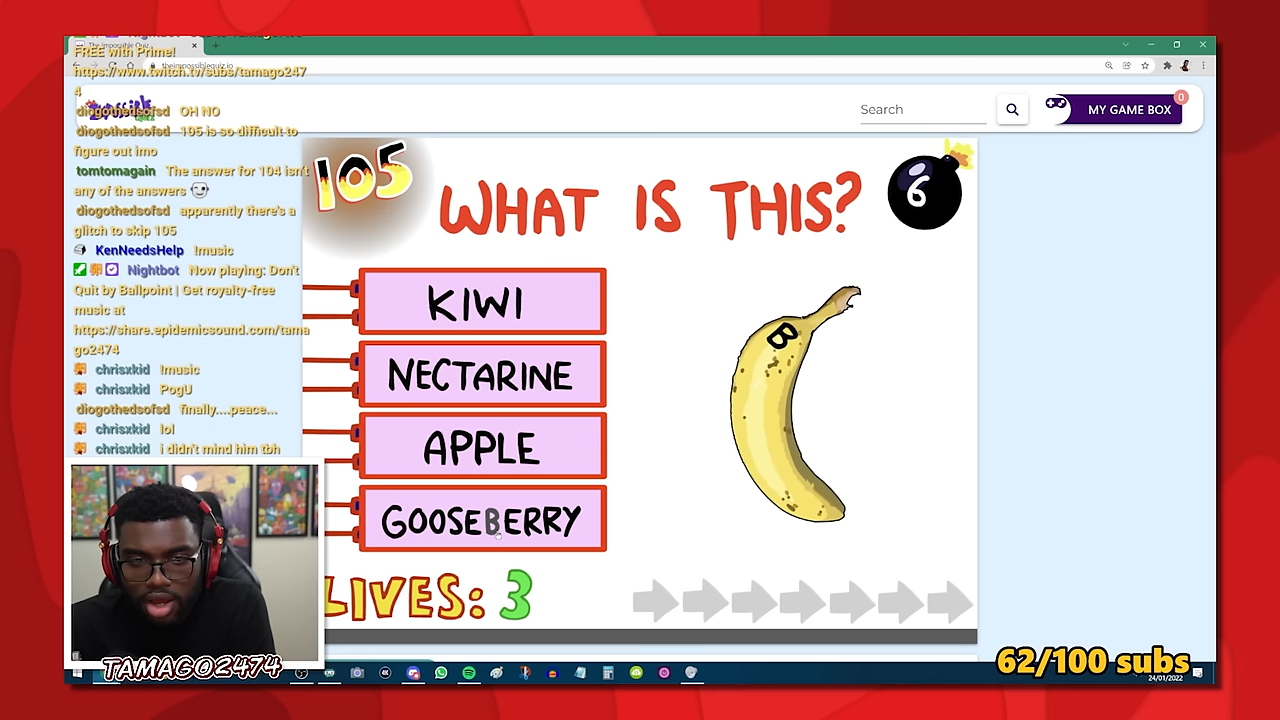 FREE with Prime!
https://www.twitch.tv/subs/tamago247
4
diogothedsofsd OH NO
diogothedsofsd 105 is so difficult to
figure out imo
tomtomagain The answer for 104 isn't
any of the answers
diogothedsofsd apparently there's a
glitch to skip 105
KenNeedsHelp !music
Nightbot Now playing: Don't
Quit by Ballpoint | Get royalty-free
music at
https://share.epidemicsound.com/tama
go2474
chrisxkid !music
chrisxkid PogU
diogothedsofsd finally....peace...
chrisxkid lol
chrisxkid i didn't mind him tbh
theimpossiblequiz.io
Search
MY GAME BOX
0
105
WHAT IS THIS?
6
KIWI
NECTARINE
APPLE
GOOSEBERRY
B
LIVES: 3
TAMAGO2474
62/100 subs
24/01/2022